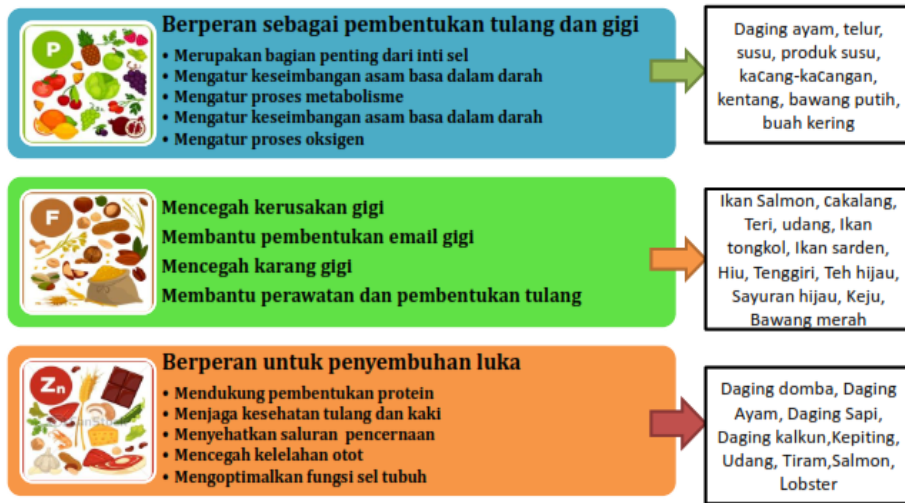 P
Berperan sebagai pembentukan tulang dan gigi
• Merupakan bagian penting dari inti sel
• Mengatur keseimbangan asam basa dalam darah
• Mengatur proses metabolisme
• Mengatur keseimbangan asam basa dalam darah
• Mengatur proses oksigen
Daging ayam, telur,
susu, produk susu,
kacang-kacangan,
kentang, bawang putih,
buah kering
F
Mencegah kerusakan gigi
Membantu pembentukan email gigi
Mencegah karang gigi
Membantu perawatan dan pembentukan tulang
Ikan Salmon, Cakalang,
Teri, udang, Ikan
tongkol, Ikan sarden,
Hiu, Tenggiri, Teh hijau,
Sayuran hijau, Keju,
Bawang merah
Zn
Berperan untuk penyembuhan luka
• Mendukung pembentukan protein
• Menjaga kesehatan tulang dan kaki
• Menyehatkan saluran pencernaan
• Mencegah kelelahan otot
• Mengoptimalkan fungsi sel tubuh
Daging domba, Daging
Ayam, Daging Sapi,
Daging kalkun,Kepiting,
Udang, Tiram,Salmon,
Lobster